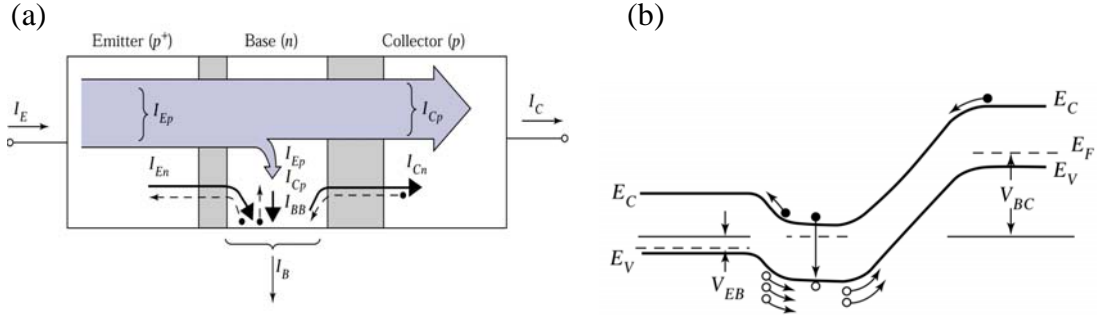 (a)
(b)
Emitter (p⁺) Base (n) Collector (p)
I_E
I_Ep
I_Cp
I_C
I_En
I_Ep
I_Cp
I_BB
I_Cn
I_B
E_C
E_F
E_V
V_BC
E_C
E_V
V_EB